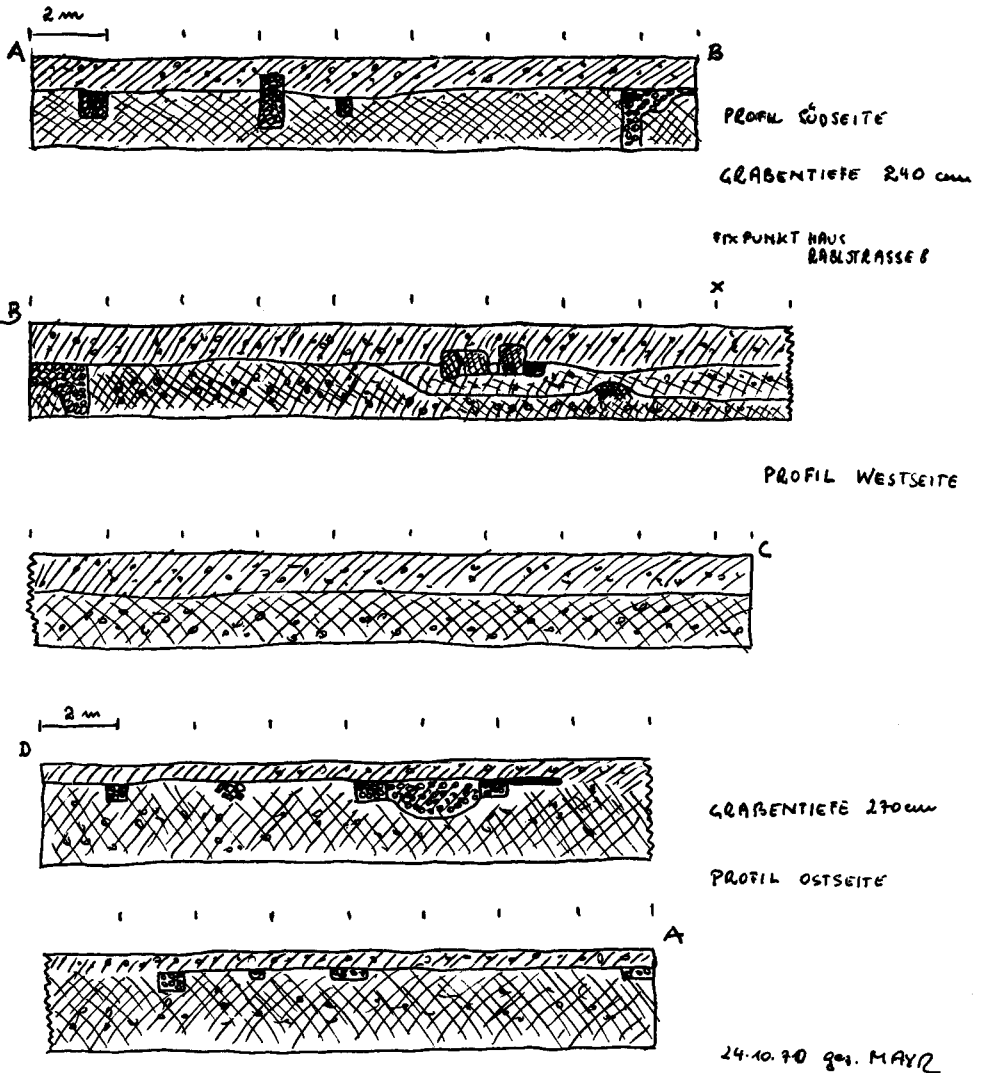 2 m
A
B
PROFIL SÜDSEITE
GRABENTIEFE 240 cm
FIXPUNKT HAUS
RABLSTRASSE 8
x
B
PROFIL WESTSEITE
C
2 m
D
GRABENTIEFE 270 cm
PROFIL OSTSEITE
A
24.10.70 gez. MAYR